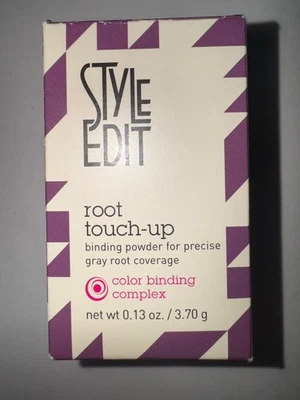 STYLE
EDIT
root
touch-up
binding powder for precise
gray root coverage
color binding
complex
net wt 0.13 oz. / 3.70 g